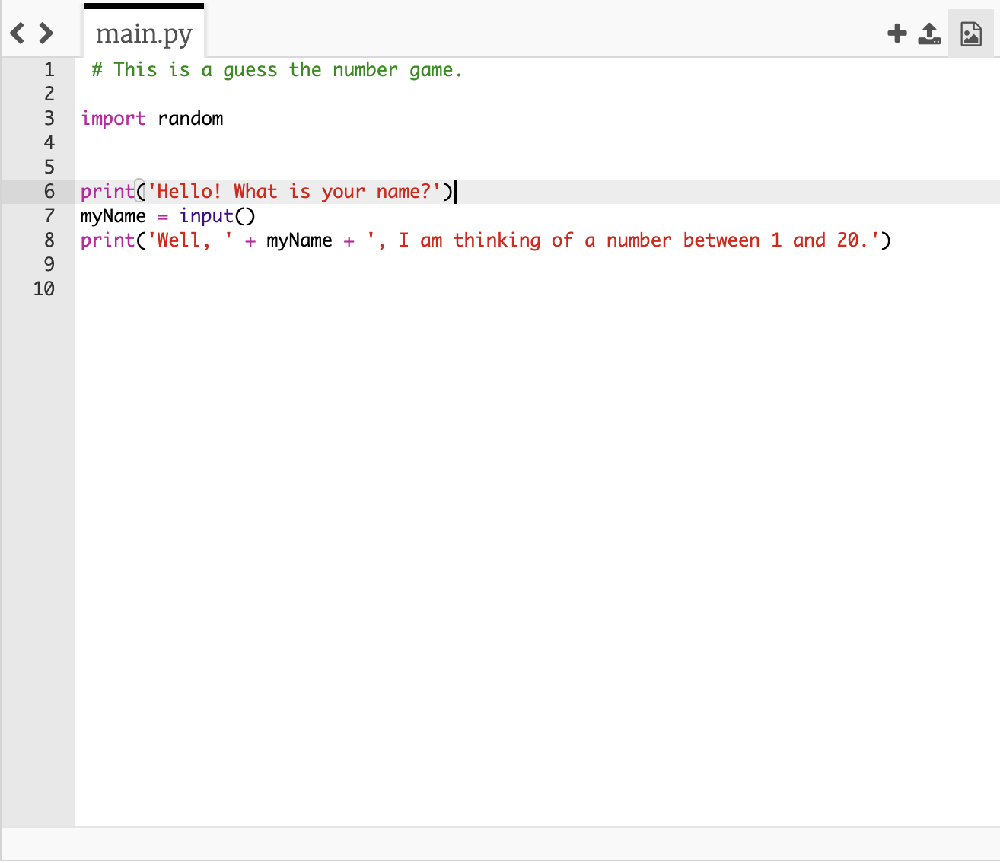 main.py
1 # This is a guess the number game.
2
3 import random
4
5
6 print('Hello! What is your name?')
7 myName = input()
8 print('Well, ' + myName + ', I am thinking of a number between 1 and 20.')
9
10